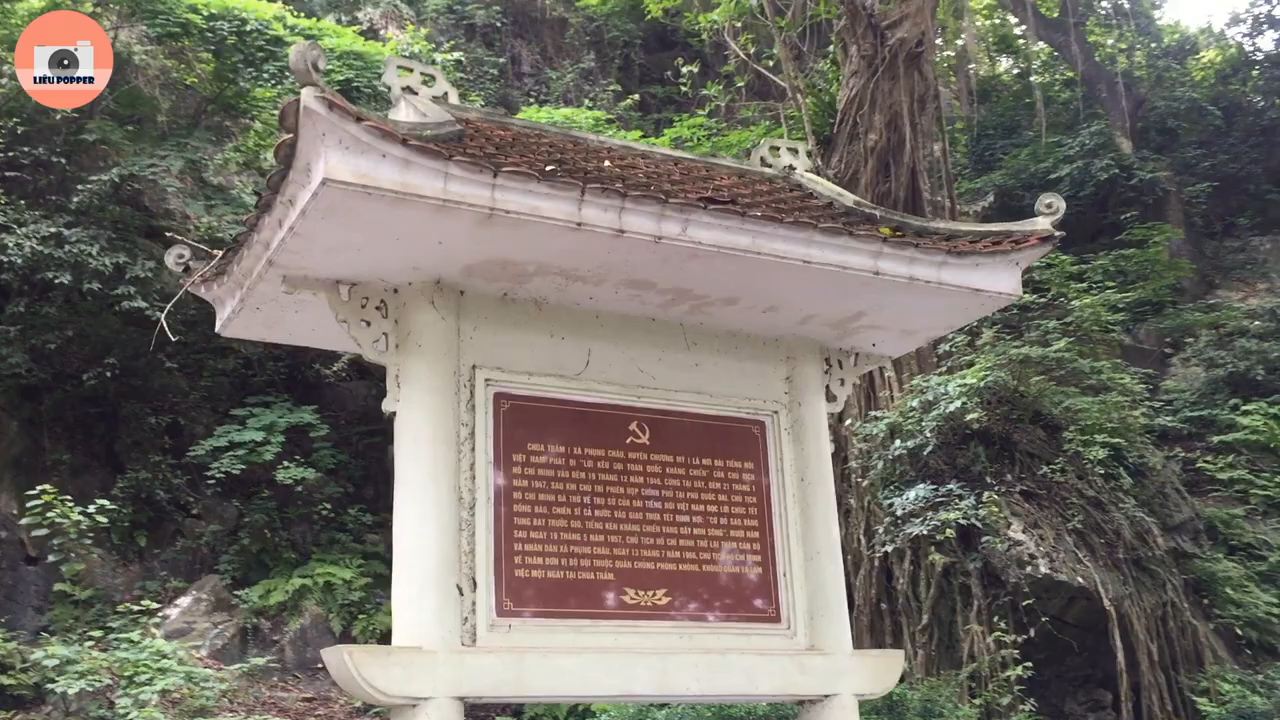 LIÊU POPPER
CHÙA TRẦM ( XÃ PHỤNG CHÂU, HUYỆN CHƯƠNG MỸ ) LÀ NƠI ĐÀI TIẾNG NÓI
VIỆT NAM PHÁT ĐI "LỜI KÊU GỌI TOÀN QUỐC KHÁNG CHIẾN" CỦA CHỦ TỊCH
HỒ CHÍ MINH VÀO ĐÊM 19 THÁNG 12 NĂM 1946. CŨNG TẠI ĐÂY, ĐÊM 21 THÁNG 1
NĂM 1947, SAU KHI CHỦ TRÌ PHIÊN HỌP CHÍNH PHỦ TẠI PHỦ QUỐC OAI, CHỦ TỊCH
HỒ CHÍ MINH ĐÃ TRỞ VỀ TRỤ SỞ CỦA ĐÀI TIẾNG NÓI VIỆT NAM ĐỌC LỜI CHÚC TẾT
ĐỒNG BÀO, CHIẾN SĨ CẢ NƯỚC VÀO GIAO THỪA TẾT ĐINH HỢI: "CỜ ĐỎ SAO VÀNG
TUNG BAY TRƯỚC GIÓ, TIẾNG KÈN KHÁNG CHIẾN VANG DẬY NON SÔNG". MƯỜI NĂM
SAU NGÀY 19 THÁNG 5 NĂM 1957, CHỦ TỊCH HỒ CHÍ MINH TRỞ LẠI THĂM CÁN BỘ
VÀ NHÂN DÂN XÃ PHỤNG CHÂU. NGÀY 13 THÁNG 7 NĂM 1966, CHỦ TỊCH HỒ CHÍ MINH
VỀ THĂM ĐƠN VỊ BỘ ĐỘI THUỘC QUÂN CHỦNG PHÒNG KHÔNG, KHÔNG QUÂN VÀ LÀM
VIỆC MỘT NGÀY TẠI CHÙA TRẦM.